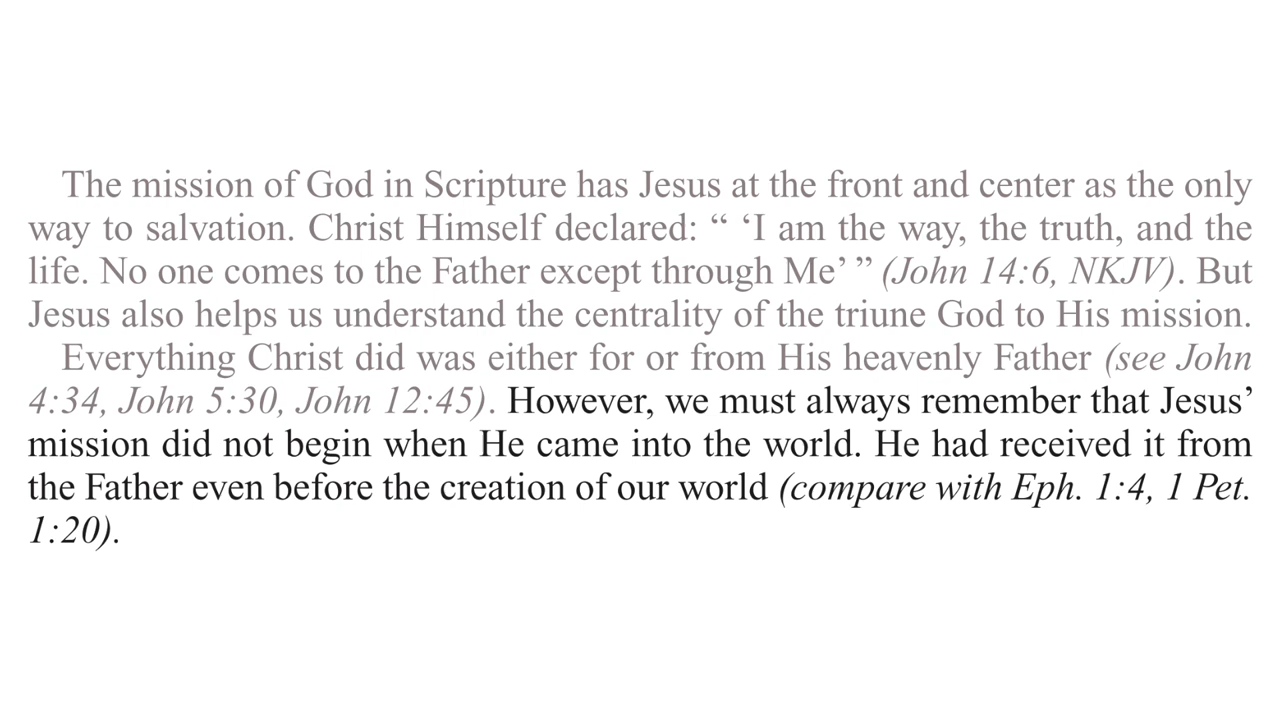 The mission of God in Scripture has Jesus at the front and center as the only
way to salvation. Christ Himself declared: “ ‘I am the way, the truth, and the
life. No one comes to the Father except through Me’ ” (John 14:6, NKJV). But
Jesus also helps us understand the centrality of the triune God to His mission.
Everything Christ did was either for or from His heavenly Father (see John
4:34, John 5:30, John 12:45). However, we must always remember that Jesus’
mission did not begin when He came into the world. He had received it from
the Father even before the creation of our world (compare with Eph. 1:4, 1 Pet.
1:20).